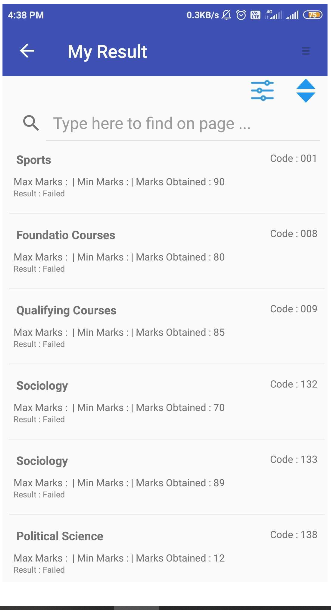 4:38 PM 0.3KB/s 75
My Result
Type here to find on page ...
Sports Code : 001
Max Marks : | Min Marks : | Marks Obtained : 90
Result : Failed
Foundatio Courses Code : 008
Max Marks : | Min Marks : | Marks Obtained : 80
Result : Failed
Qualifying Courses Code : 009
Max Marks : | Min Marks : | Marks Obtained : 85
Result : Failed
Sociology Code : 132
Max Marks : | Min Marks : | Marks Obtained : 70
Result : Failed
Sociology Code : 133
Max Marks : | Min Marks : | Marks Obtained : 89
Result : Failed
Political Science Code : 138
Max Marks : | Min Marks : | Marks Obtained : 12
Result : Failed